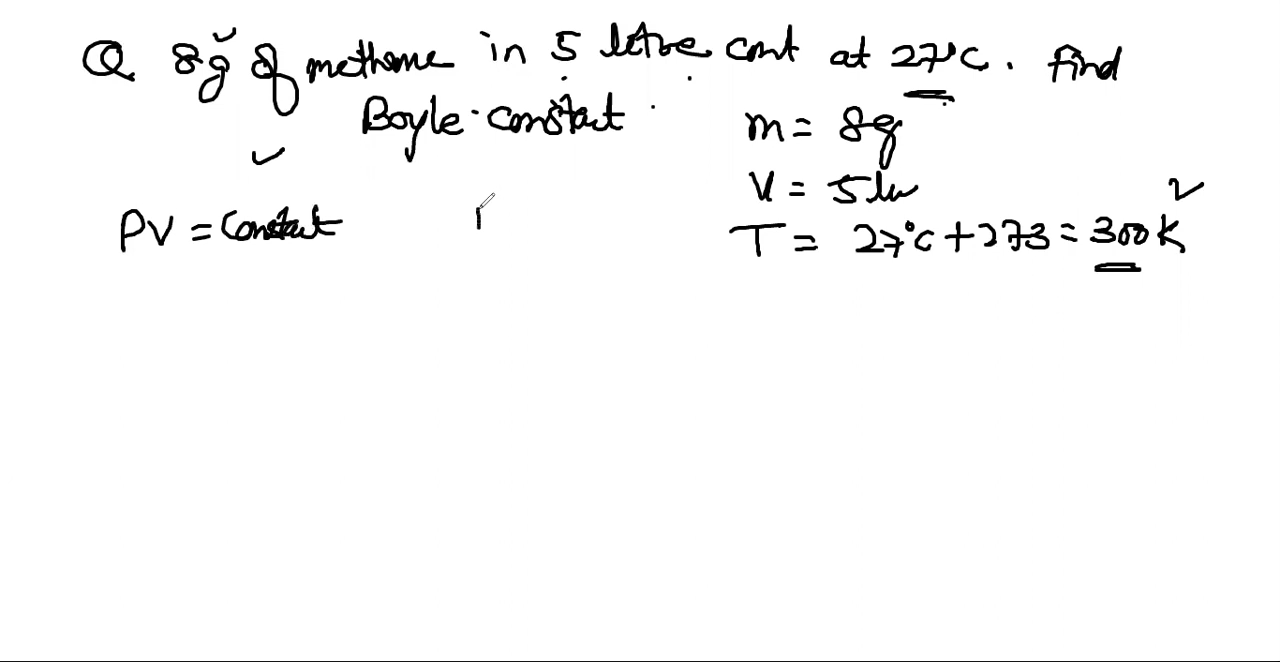 Q 8g of methane in 5 litre cont at 27°C. Find
Boyle constant
m = 8g
V = 5 lit
PV = Constant
T = 27°C + 273 = 300 K